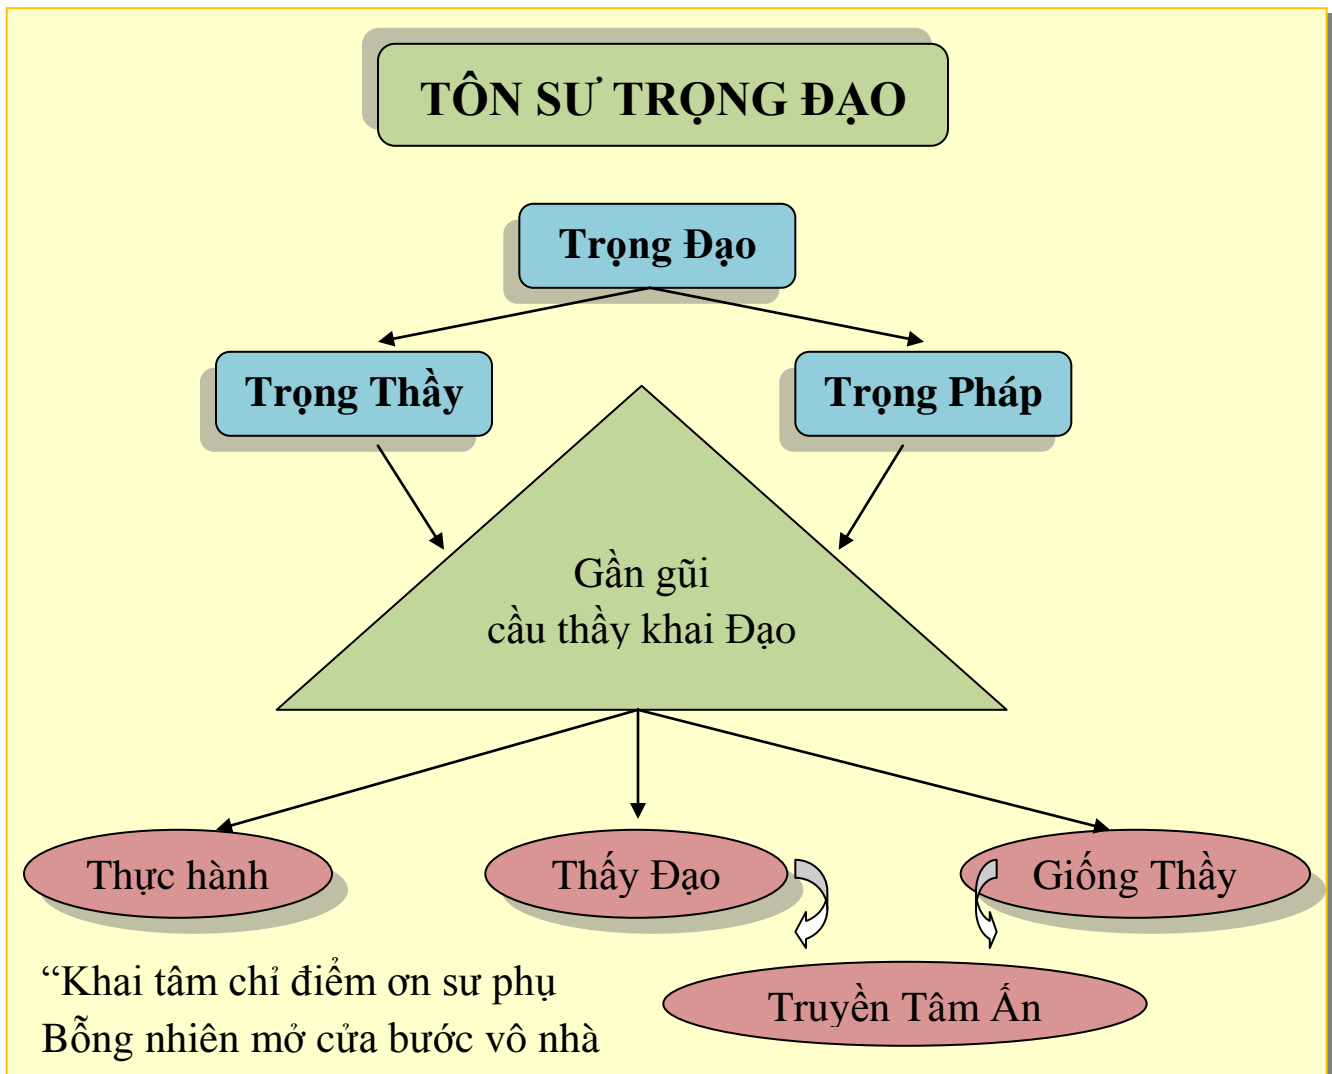 TÔN SƯ TRỌNG ĐẠO
Trọng Đạo
Trọng Thầy
Trọng Pháp
Gần gũi
cầu thầy khai Đạo
Thực hành
Thấy Đạo
Giống Thầy
Truyền Tâm Ấn
“Khai tâm chỉ điểm ơn sư phụ
Bỗng nhiên mở cửa bước vô nhà